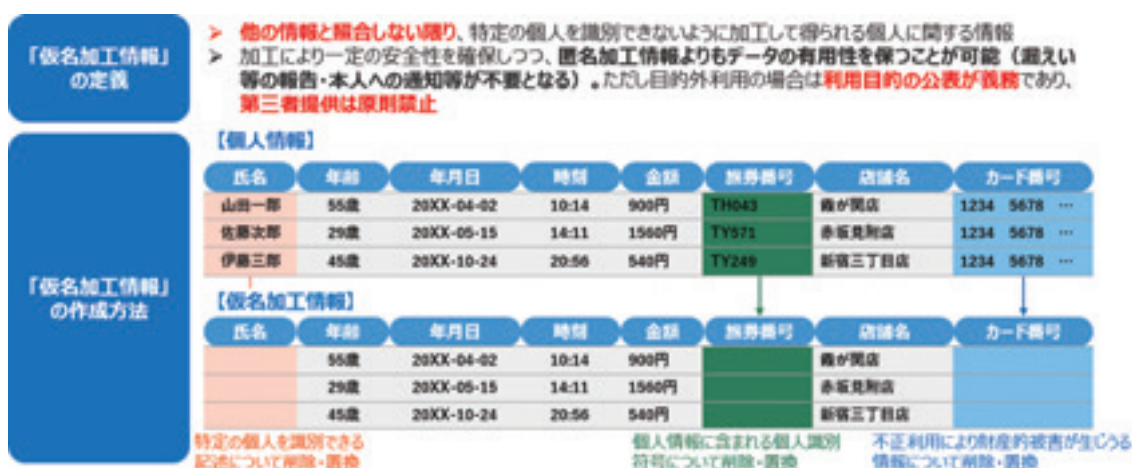 「仮名加工情報」
の定義
➤ 他の情報と照合しない限り、特定の個人を識別できないように加工して得られる個人に関する情報
➤ 加工により一定の安全性を確保しつつ、匿名加工情報よりもデータの有用性を保つことが可能（漏えい
等の報告・本人への通知等が不要となる）。ただし目的外利用の場合は利用目的の公表が義務であり、
第三者提供は原則禁止
「仮名加工情報」
の作成方法
【個人情報】
氏名 年齢 年月日 時刻 金額 旅券番号 店舗名 カード番号
山田一郎 55歳 20XX-04-02 10:14 900円 TH043 霞が関店 1234 5678 …
佐藤次郎 29歳 20XX-05-15 14:11 1560円 TY571 赤坂見附店 1234 5678 …
伊藤三郎 45歳 20XX-10-24 20:56 540円 TY249 新宿三丁目店 1234 5678 …
【仮名加工情報】
氏名 年齢 年月日 時刻 金額 旅券番号 店舗名 カード番号
55歳 20XX-04-02 10:14 900円 霞が関店
29歳 20XX-05-15 14:11 1560円 赤坂見附店
45歳 20XX-10-24 20:56 540円 新宿三丁目店
特定の個人を識別できる
記述について削除・置換
個人情報に含まれる個人識別
符号について削除・置換
不正利用により財産的被害が生じうる
情報について削除・置換